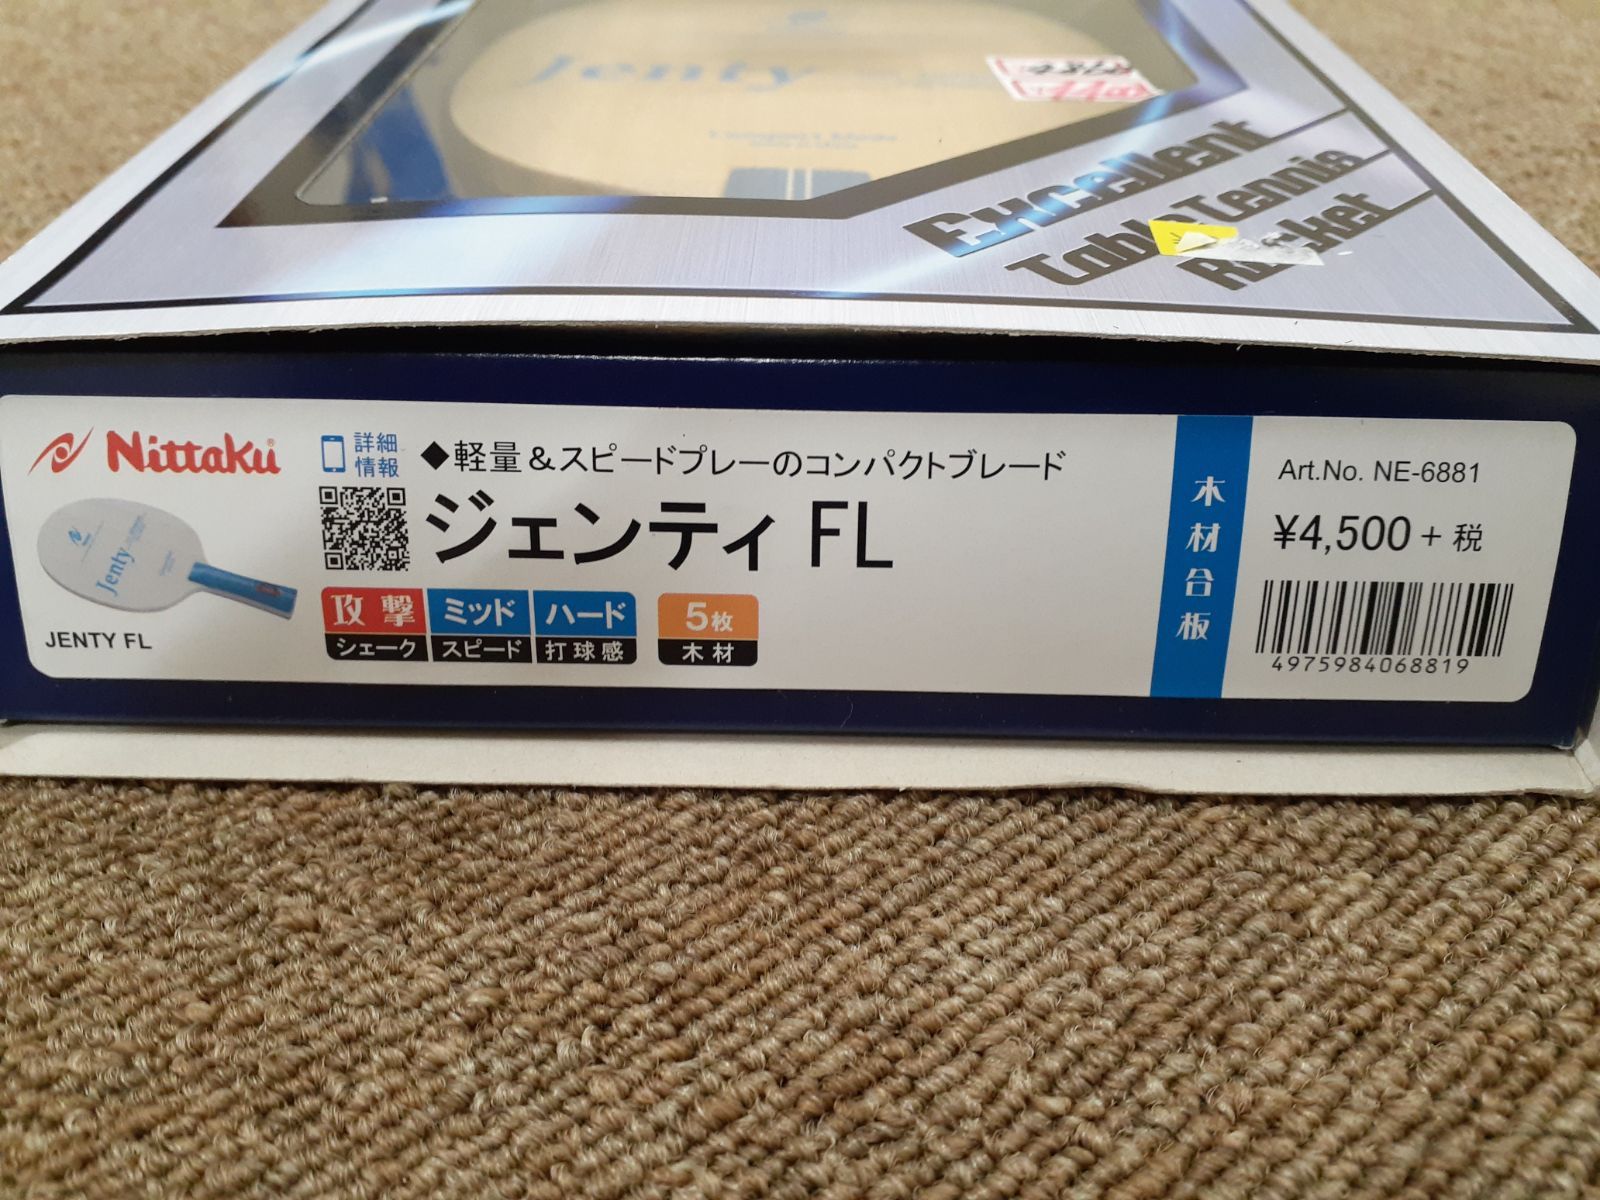 Jenty
Excellent
Table Tennis
Racket
Nittaku
詳細
情報
◆軽量＆スピードプレーのコンパクトブレード
ジェンティ FL
Jenty
JENTY FL
攻撃
シェーク
ミッド
スピード
ハード
打球感
5枚
木材
木材合板
Art.No. NE-6881
¥4,500 + 税
4975984068819